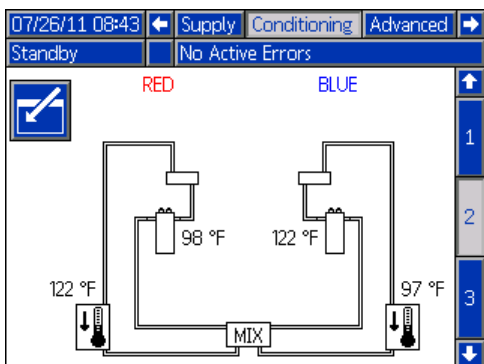 07/26/11 08:43 Supply Conditioning Advanced
Standby No Active Errors
RED BLUE
1
98 °F 122 °F
2
122 °F 97 °F
3
MIX